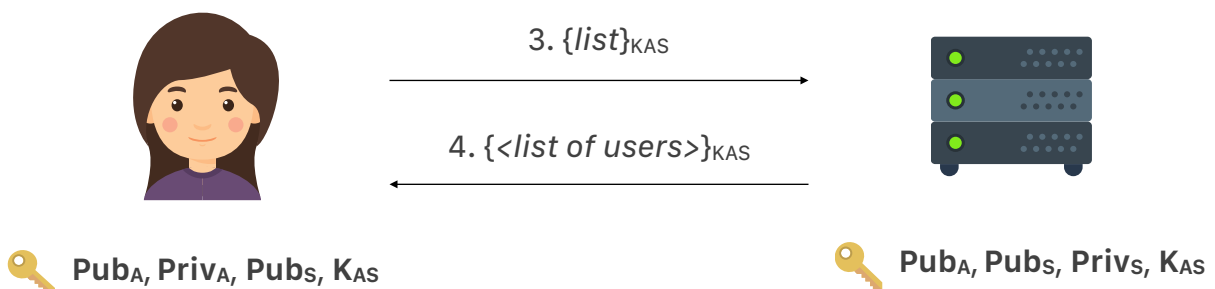 3. {list}KAS
4. {<list of users>}KAS
PubA, PrivA, PubS, KAS
PubA, PubS, PrivS, KAS